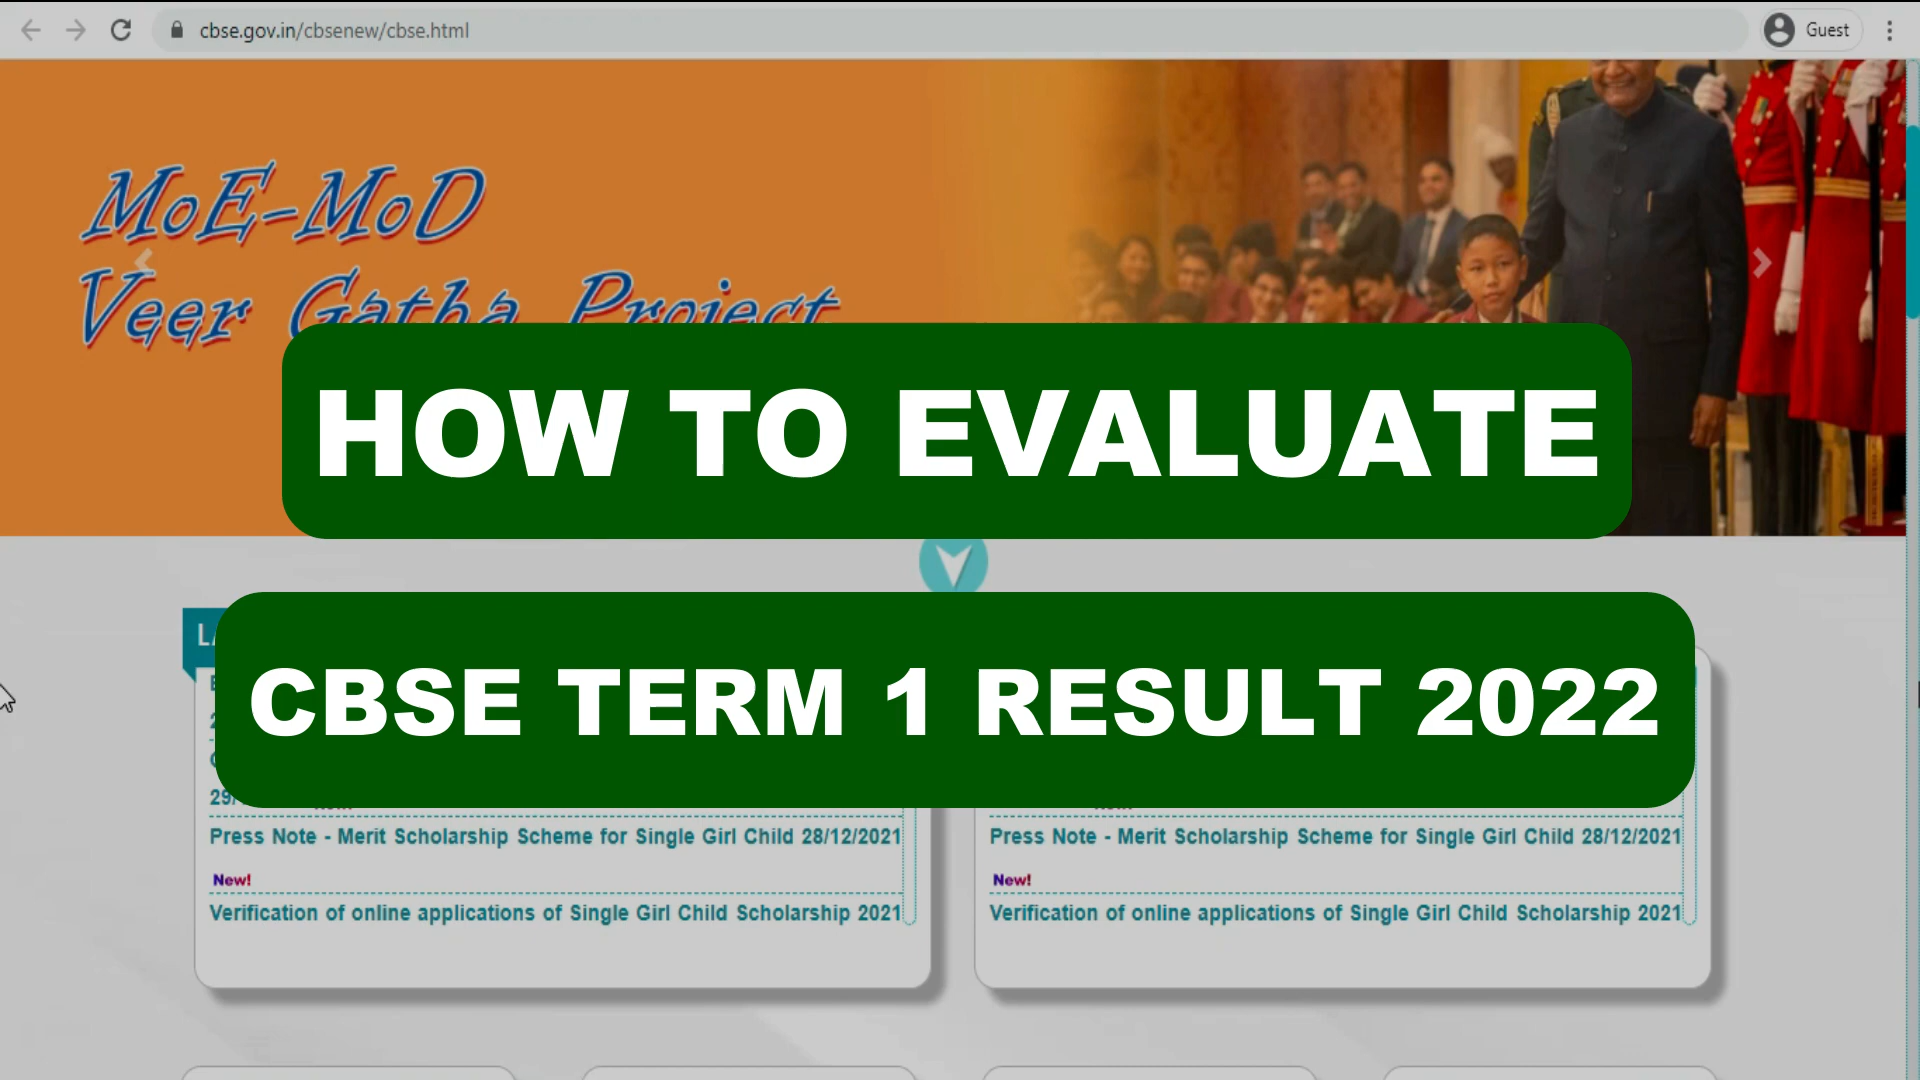 cbse.gov.in/cbsenew/cbse.html
Guest
MoE-MoD
Veer Gatha Project
HOW TO EVALUATE
CBSE TERM 1 RESULT 2022
Press Note - Merit Scholarship Scheme for Single Girl Child 28/12/2021
New!
Verification of online applications of Single Girl Child Scholarship 2021
Press Note - Merit Scholarship Scheme for Single Girl Child 28/12/2021
New!
Verification of online applications of Single Girl Child Scholarship 2021